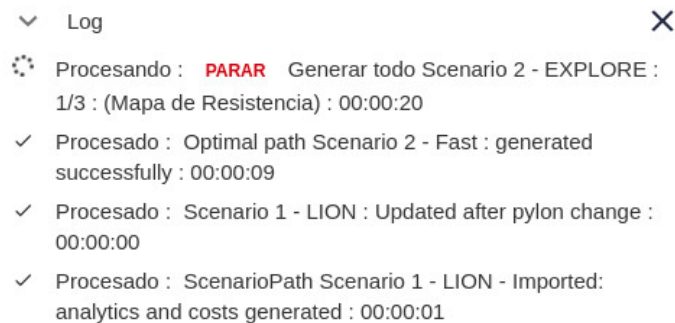 Log
Procesando : PARAR Generar todo Scenario 2 - EXPLORE :
1/3 : (Mapa de Resistencia) : 00:00:20
Procesado : Optimal path Scenario 2 - Fast : generated
successfully : 00:00:09
Procesado : Scenario 1 - LION : Updated after pylon change :
00:00:00
Procesado : ScenarioPath Scenario 1 - LION - Imported:
analytics and costs generated : 00:00:01